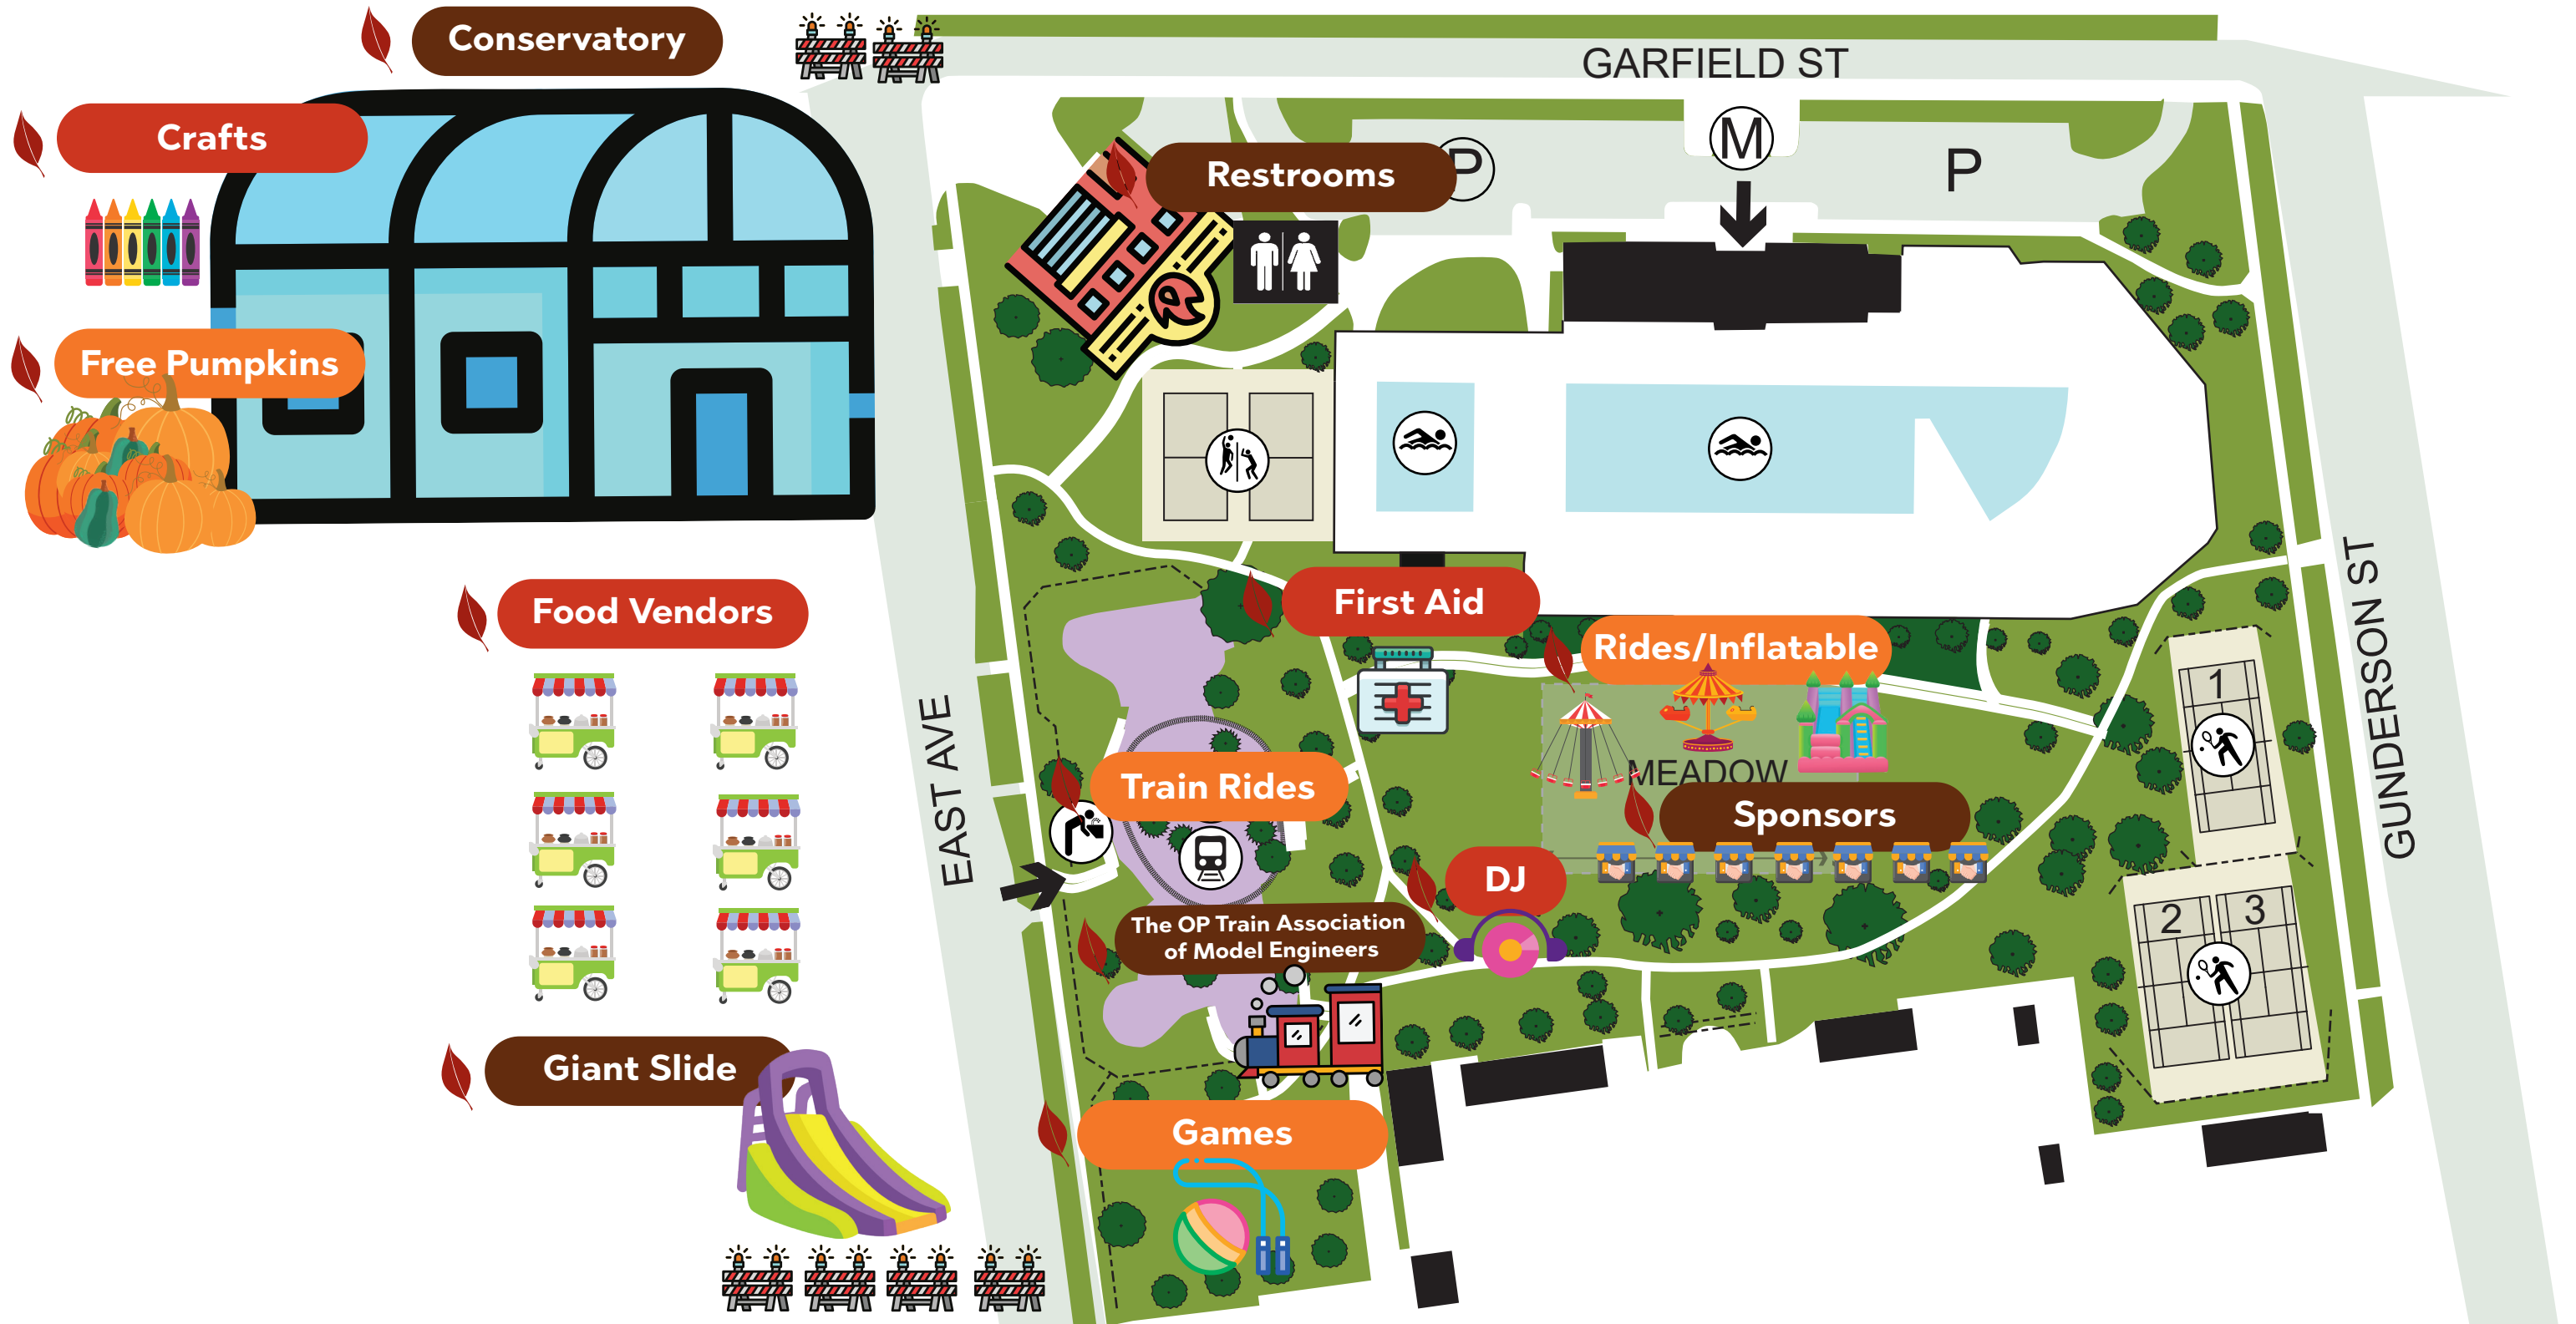 Conservatory
GARFIELD ST
Crafts
M
Restrooms
P
P
Free Pumpkins
GUNDERSON ST
Food Vendors
First Aid
Rides/Inflatable
1
EAST AVE
MEADOW
Train Rides
Sponsors
DJ
2
3
The OP Train Association
of Model Engineers
Giant Slide
Games